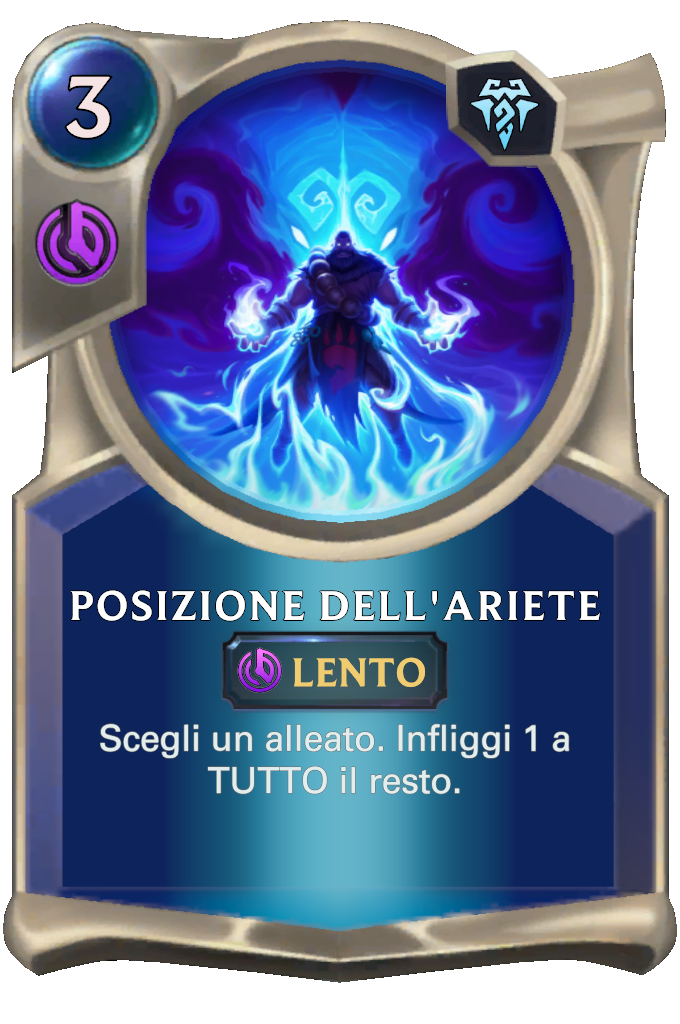 3
POSIZIONE DELL'ARIETE
LENTO
Scegli un alleato. Infliggi 1 a
TUTTO il resto.